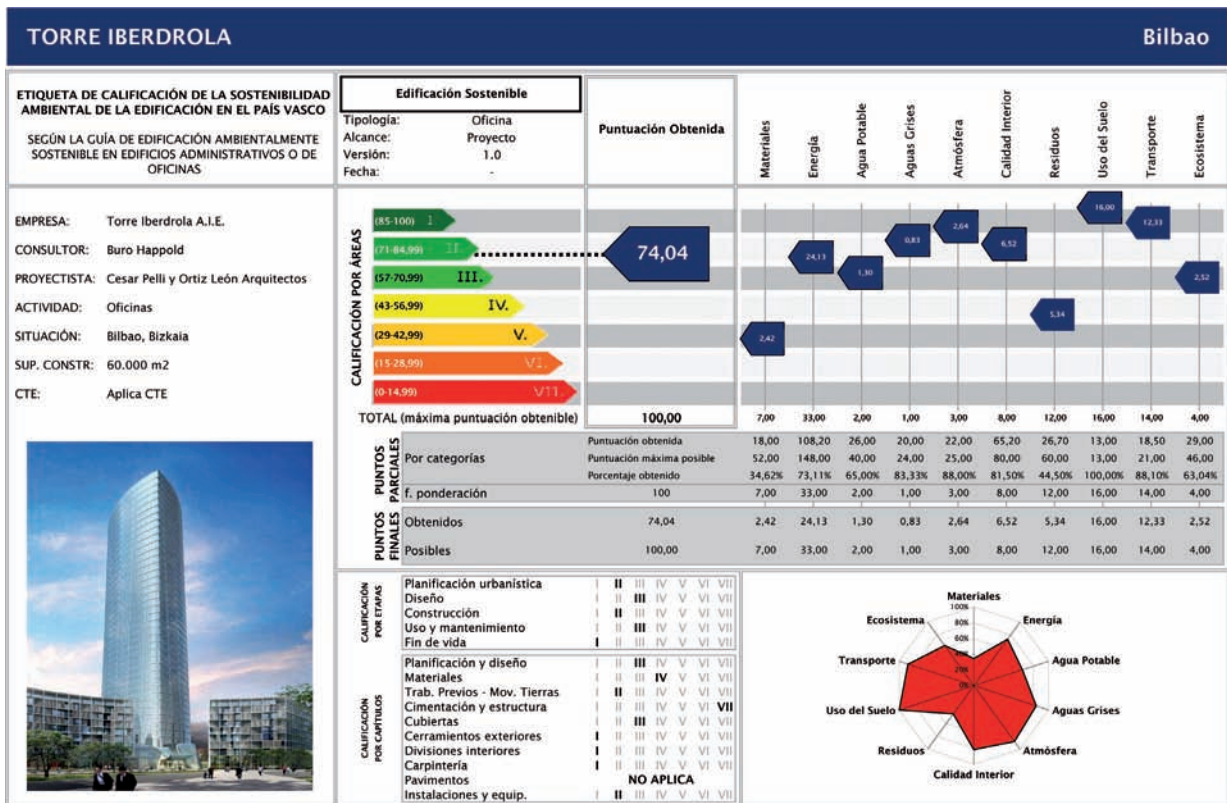 TORRE IBERDROLA
Bilbao
ETIQUETA DE CALIFICACIÓN DE LA SOSTENIBILIDAD
AMBIENTAL DE LA EDIFICACIÓN EN EL PAÍS VASCO
SEGÚN LA GUÍA DE EDIFICACIÓN AMBIENTALMENTE
SOSTENIBLE EN EDIFICIOS ADMINISTRATIVOS O DE
OFICINAS
Edificación Sostenible
Tipología: Oficina
Alcance: Proyecto
Versión: 1.0
Fecha: -
Puntuación Obtenida
Materiales
Energía
Agua Potable
Aguas Grises
Atmósfera
Calidad Interior
Residuos
Uso del Suelo
Transporte
Ecosistema
EMPRESA: Torre Iberdrola A.I.E.
CONSULTOR: Buro Happold
PROYECTISTA: Cesar Pelli y Ortiz León Arquitectos
ACTIVIDAD: Oficinas
SITUACIÓN: Bilbao, Bizkaia
SUP. CONSTR: 60.000 m2
CTE: Aplica CTE
CALIFICACIÓN POR ÁREAS
(85-100) I
(71-84,99) II.
(57-70,99) III.
(43-56,99) IV.
(29-42,99) V.
(15-28,99) VI.
(0-14,99) VII.
74,04
2,42
24,13
1,30
0,83
2,64
6,52
5,34
16,00
12,33
2,52
TOTAL (máxima puntuación obtenible) 100,00 7,00 33,00 2,00 1,00 3,00 8,00 12,00 16,00 14,00 4,00
PUNTOS
PARCIALES
Por categorías
Puntuación obtenida 18,00 108,20 26,00 20,00 22,00 65,20 26,70 13,00 18,50 29,00
Puntuación máxima posible 52,00 148,00 40,00 24,00 25,00 80,00 60,00 13,00 21,00 46,00
Porcentaje obtenido 34,62% 73,11% 65,00% 83,33% 88,00% 81,50% 44,50% 100,00% 88,10% 63,04%
f. ponderación 100 7,00 33,00 2,00 1,00 3,00 8,00 12,00 16,00 14,00 4,00
PUNTOS
FINALES
Obtenidos 74,04 2,42 24,13 1,30 0,83 2,64 6,52 5,34 16,00 12,33 2,52
Posibles 100,00 7,00 33,00 2,00 1,00 3,00 8,00 12,00 16,00 14,00 4,00
CALIFICACIÓN
POR ETAPAS
Planificación urbanística I II III IV V VI VII
Diseño I II III IV V VI VII
Construcción I II III IV V VI VII
Uso y mantenimiento I II III IV V VI VII
Fin de vida I II III IV V VI VII
CALIFICACIÓN
POR CAPÍTULOS
Planificación y diseño I II III IV V VI VII
Materiales I II III IV V VI VII
Trab. Previos - Mov. Tierras I II III IV V VI VII
Cimentación y estructura I II III IV V VI VII
Cubiertas I II III IV V VI VII
Cerramientos exteriores I II III IV V VI VII
Divisiones interiores I II III IV V VI VII
Carpintería I II III IV V VI VII
Pavimentos NO APLICA
Instalaciones y equip. I II III IV V VI VII
Materiales
Energía
Agua Potable
Aguas Grises
Atmósfera
Calidad Interior
Residuos
Uso del Suelo
Transporte
Ecosistema
100%
80%
60%
40%
20%
0%